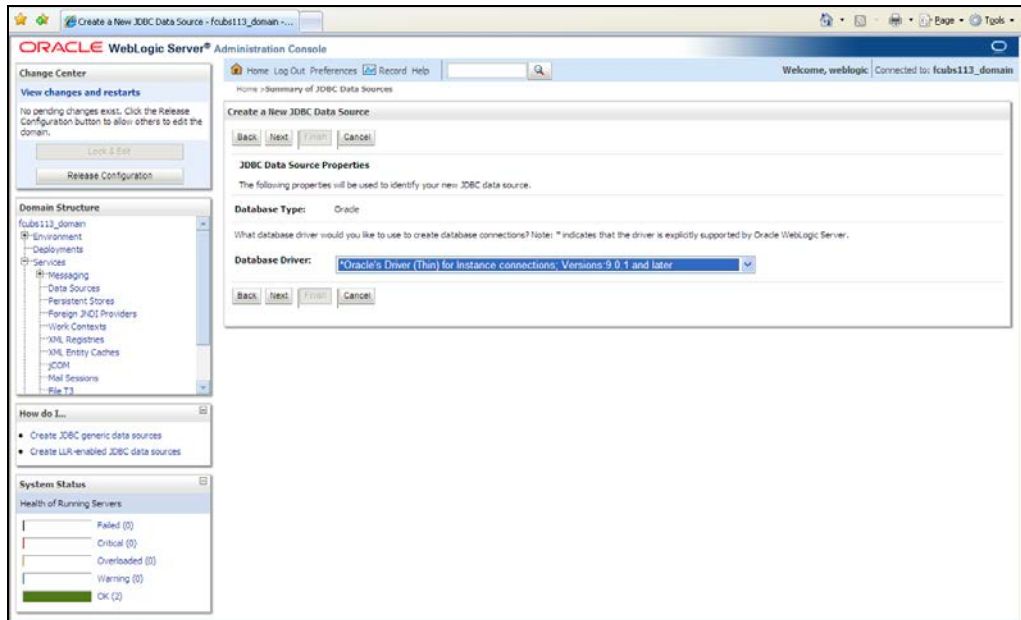 Create a New JDBC Data Source - fcubs113_domain -...
Page
Tools
ORACLE WebLogic Server® Administration Console
Change Center
View changes and restarts
No pending changes exist. Click the Release
Configuration button to allow others to edit the
domain.
Lock & Edit
Release Configuration
Domain Structure
fcubs113_domain
Environment
Deployments
Services
Messaging
Data Sources
Persistent Stores
Foreign JNDI Providers
Work Contexts
XML Registries
XML Entity Caches
jCOM
Mail Sessions
File T3
How do I...
Create JDBC generic data sources
Create LLR-enabled JDBC data sources
System Status
Health of Running Servers
Failed (0)
Critical (0)
Overloaded (0)
Warning (0)
OK (2)
Home Log Out Preferences Record Help
Welcome, weblogic Connected to: fcubs113_domain
Home >Summary of JDBC Data Sources
Create a New JDBC Data Source
Back Next Finish Cancel
JDBC Data Source Properties
The following properties will be used to identify your new JDBC data source.
Database Type: Oracle
What database driver would you like to use to create database connections? Note: * indicates that the driver is explicitly supported by Oracle WebLogic Server.
Database Driver: *Oracle's Driver (Thin) for Instance connections; Versions:9.0.1 and later
Back Next Finish Cancel